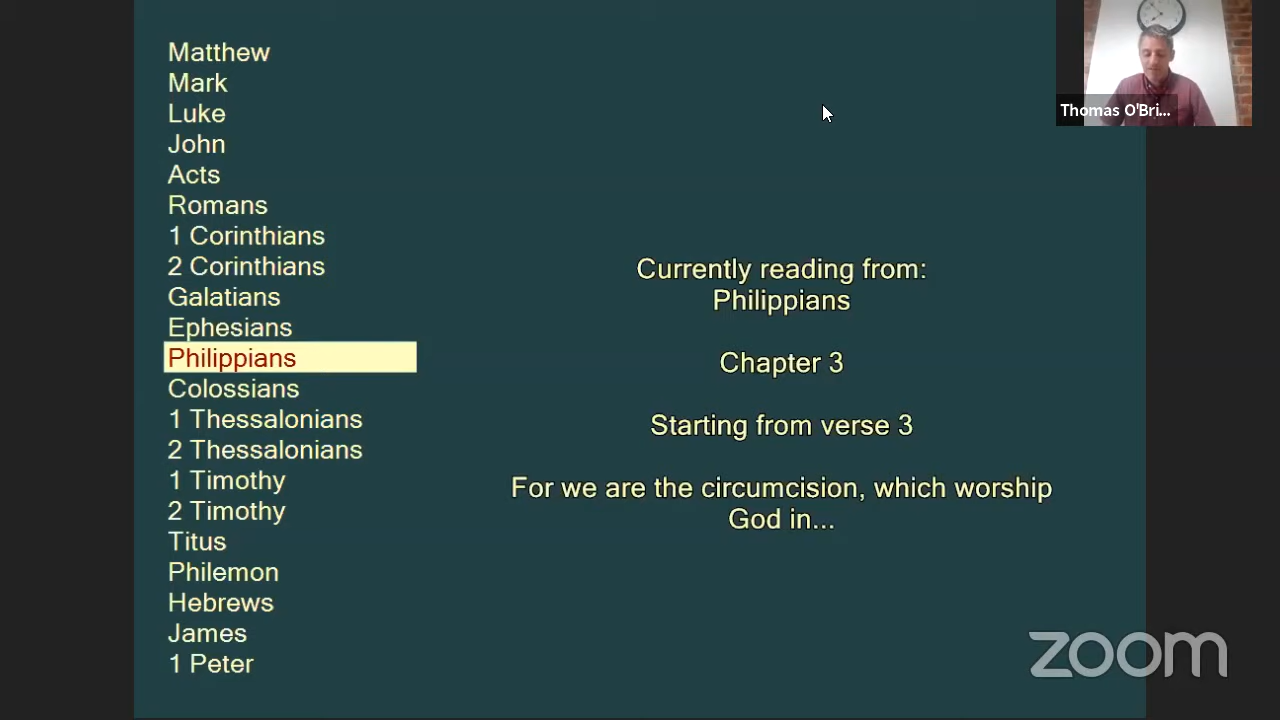 Matthew
Mark
Luke
John
Acts
Romans
1 Corinthians
2 Corinthians
Galatians
Ephesians
Philippians
Colossians
1 Thessalonians
2 Thessalonians
1 Timothy
2 Timothy
Titus
Philemon
Hebrews
James
1 Peter
Currently reading from:
Philippians
Chapter 3
Starting from verse 3
For we are the circumcision, which worship
God in...
Thomas O'Bri...
zoom